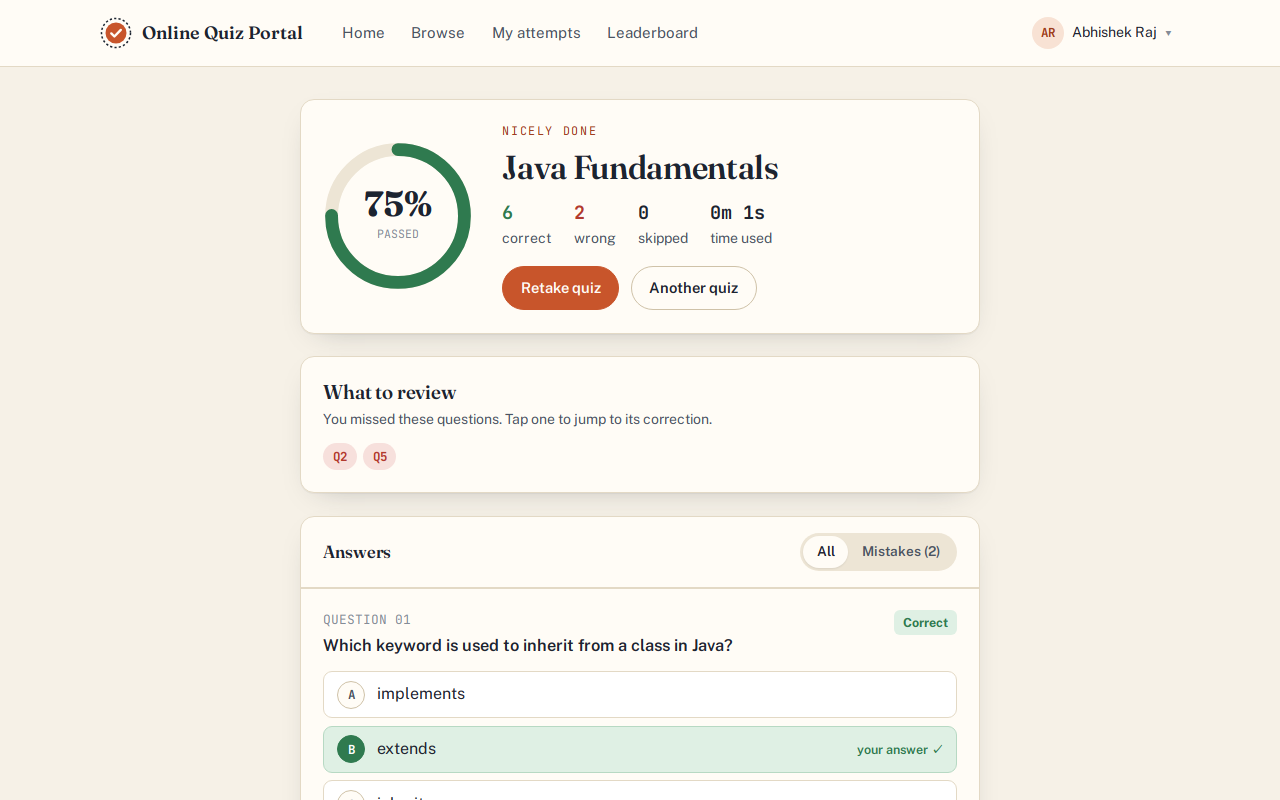 Online Quiz Portal
Home
Browse
My attempts
Leaderboard
AR
Abhishek Raj
NICELY DONE
Java Fundamentals
75%
PASSED
6
2
0
0m 1s
correct
wrong
skipped
time used
Retake quiz
Another quiz
What to review
You missed these questions. Tap one to jump to its correction.
Q2
Q5
Answers
All
Mistakes (2)
QUESTION 01
Correct
Which keyword is used to inherit from a class in Java?
A
implements
B
extends
your answer ✓